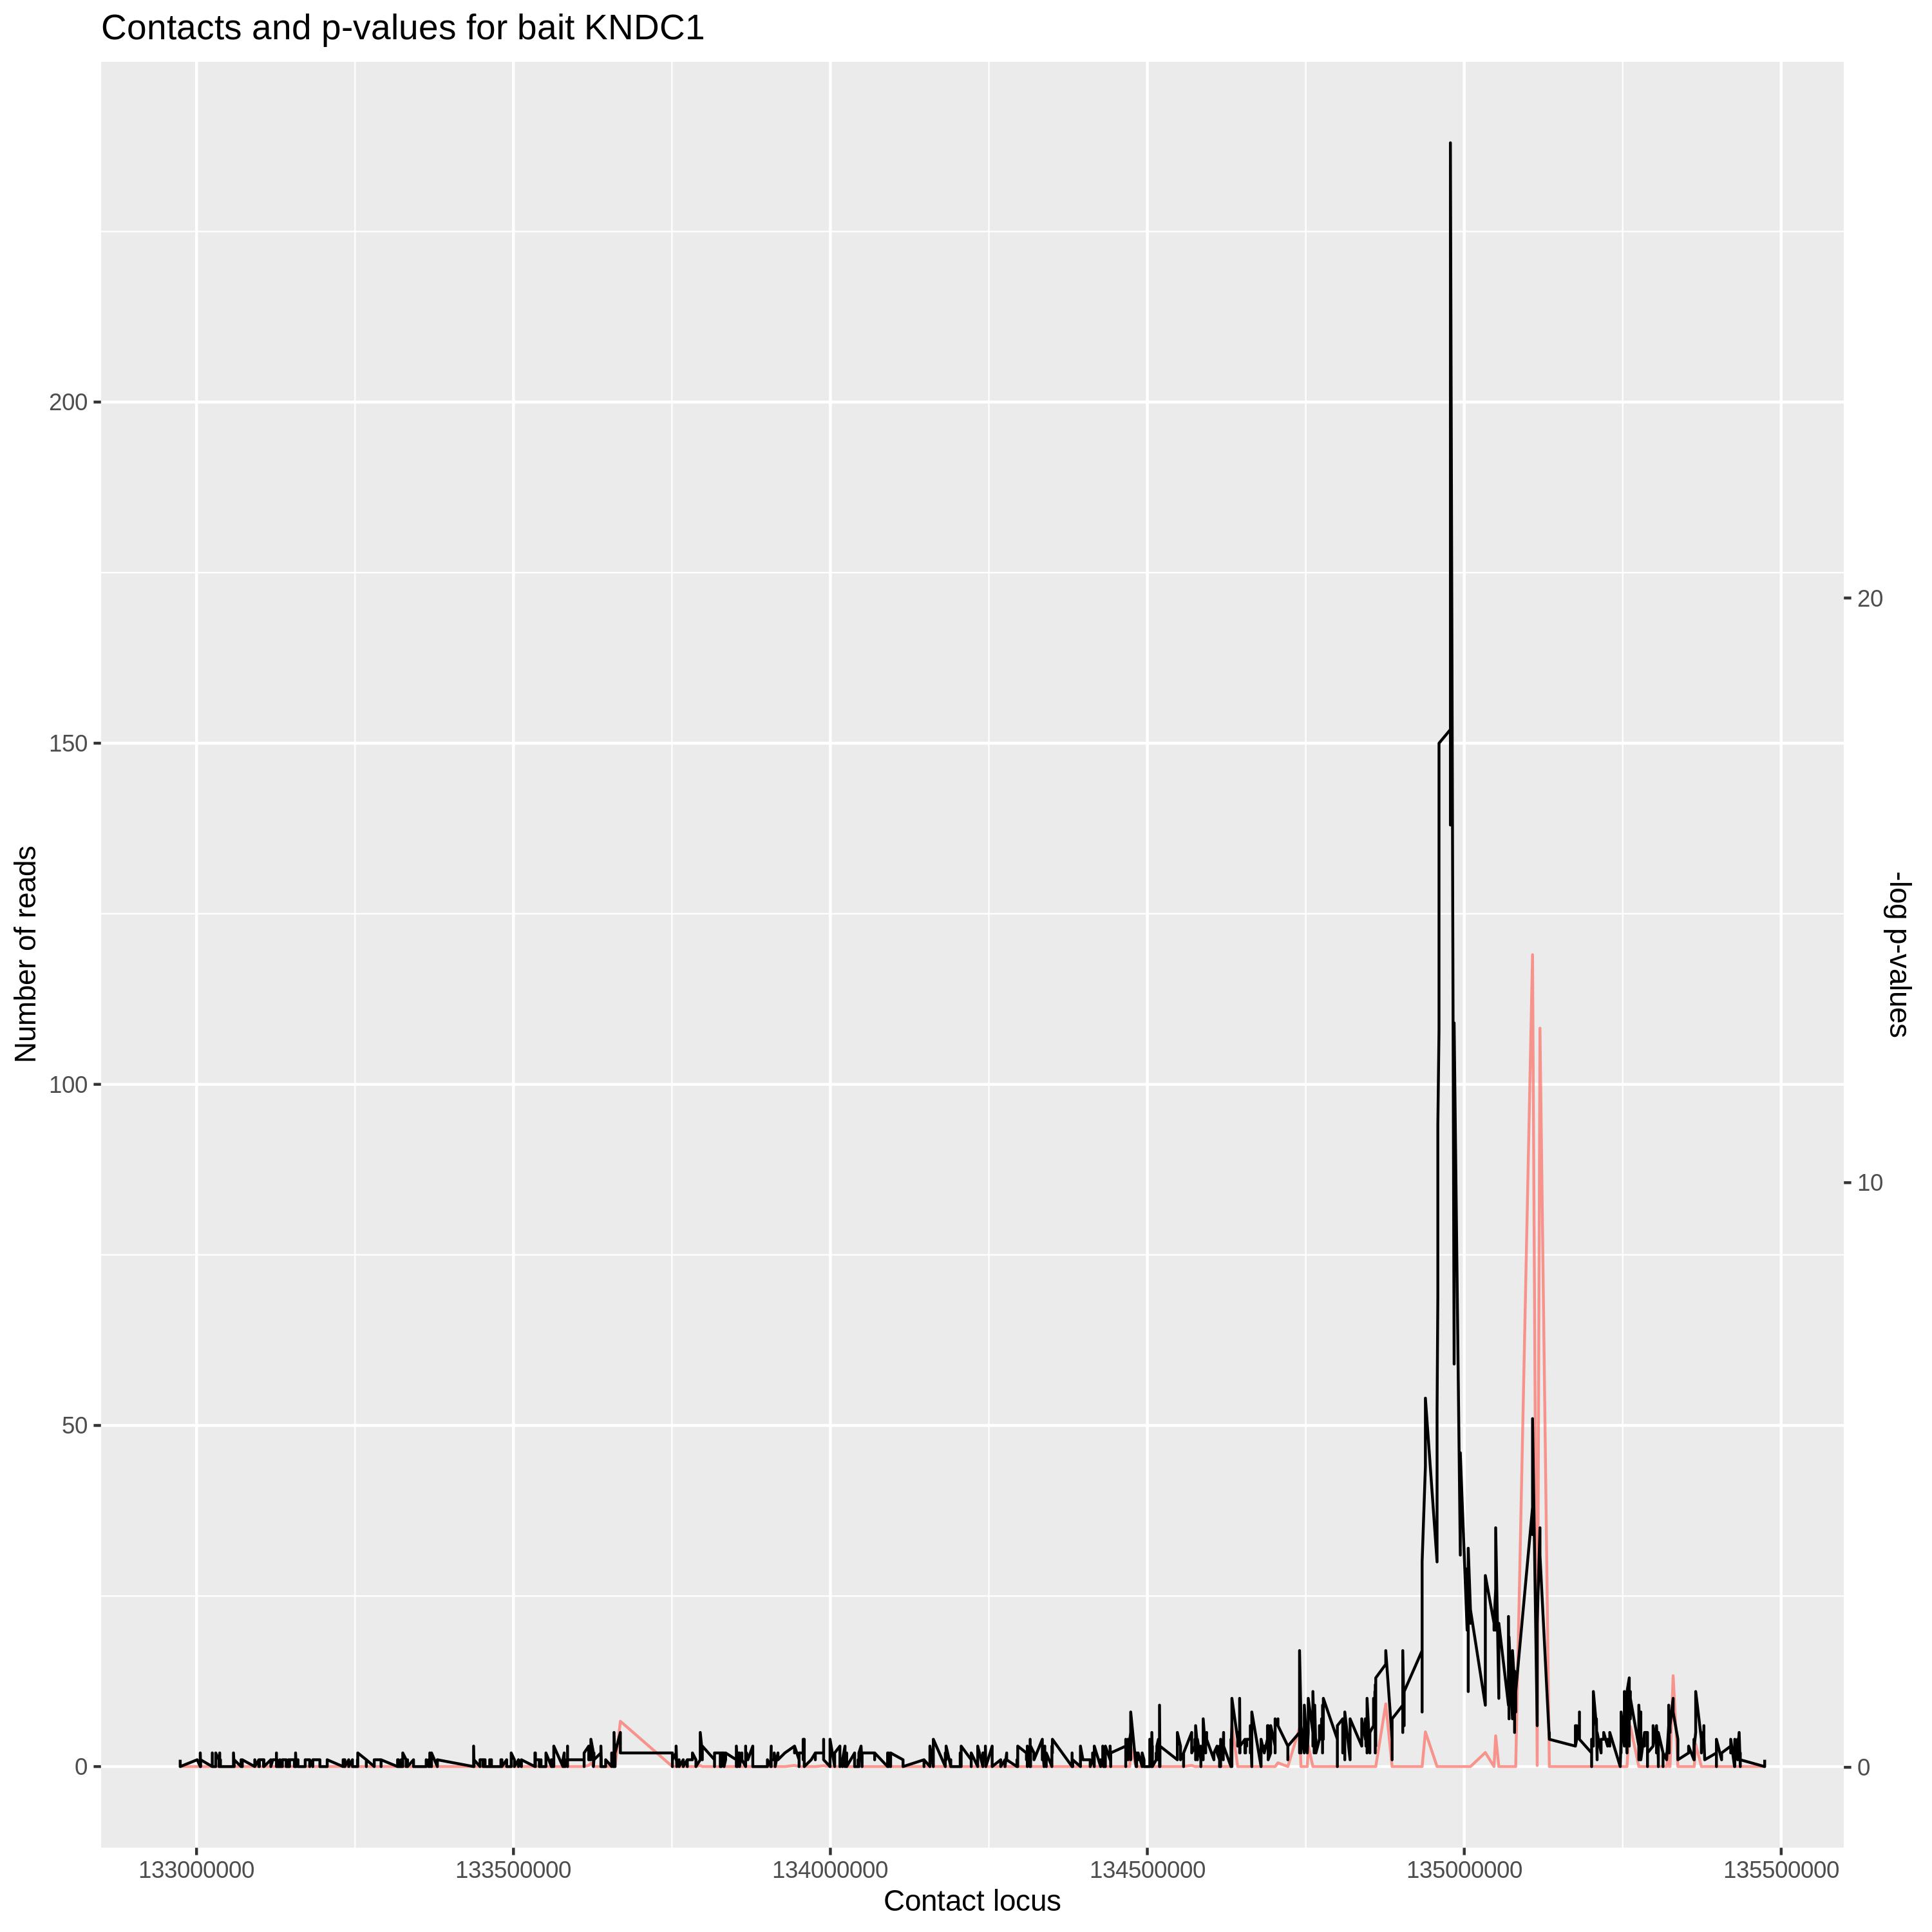 Contacts and p-values for bait KNDC1
Number of reads
200
150
100
50
0
20
10
0
-log p-values
133000000 133500000 134000000 134500000 135000000 135500000
Contact locus